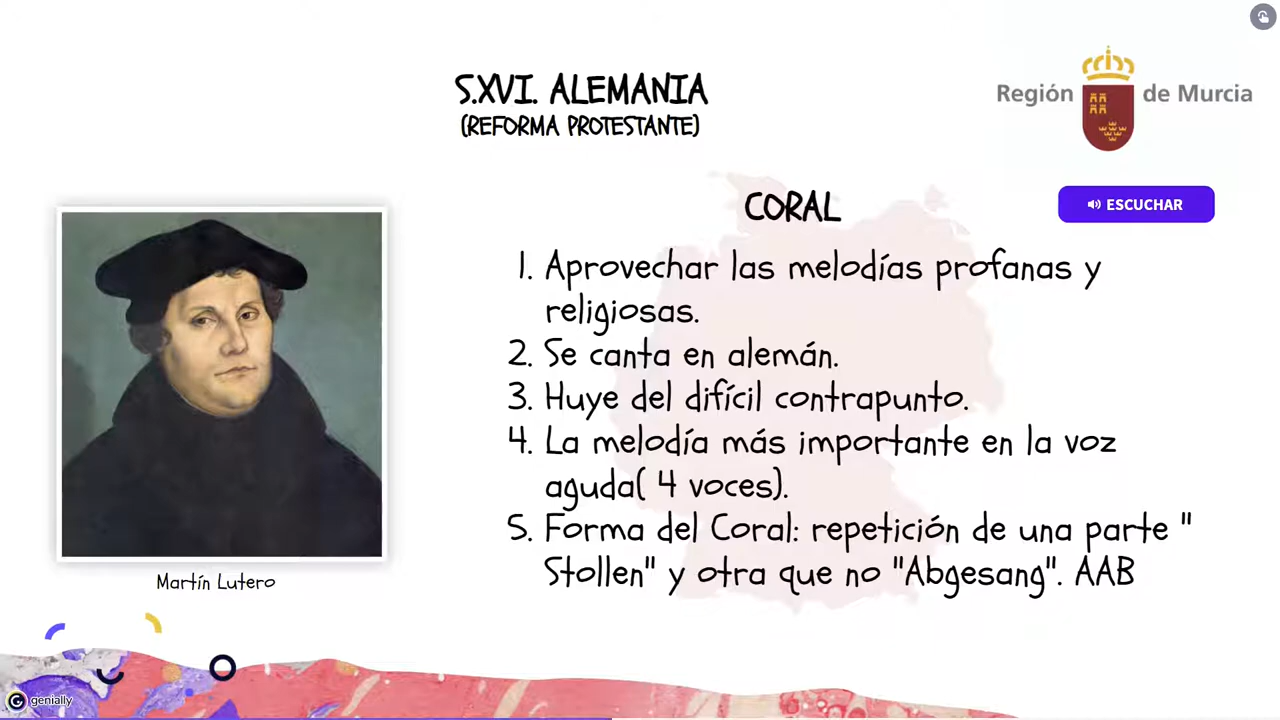 S.XVI. ALEMANIA
(REFORMA PROTESTANTE)
Región de Murcia
ESCUCHAR
CORAL
1. Aprovechar las melodías profanas y
religiosas.
2. Se canta en alemán.
3. Huye del difícil contrapunto.
4. La melodía más importante en la voz
aguda( 4 voces).
5. Forma del Coral: repetición de una parte "
Stollen" y otra que no "Abgesang". AAB
Martín Lutero
genially